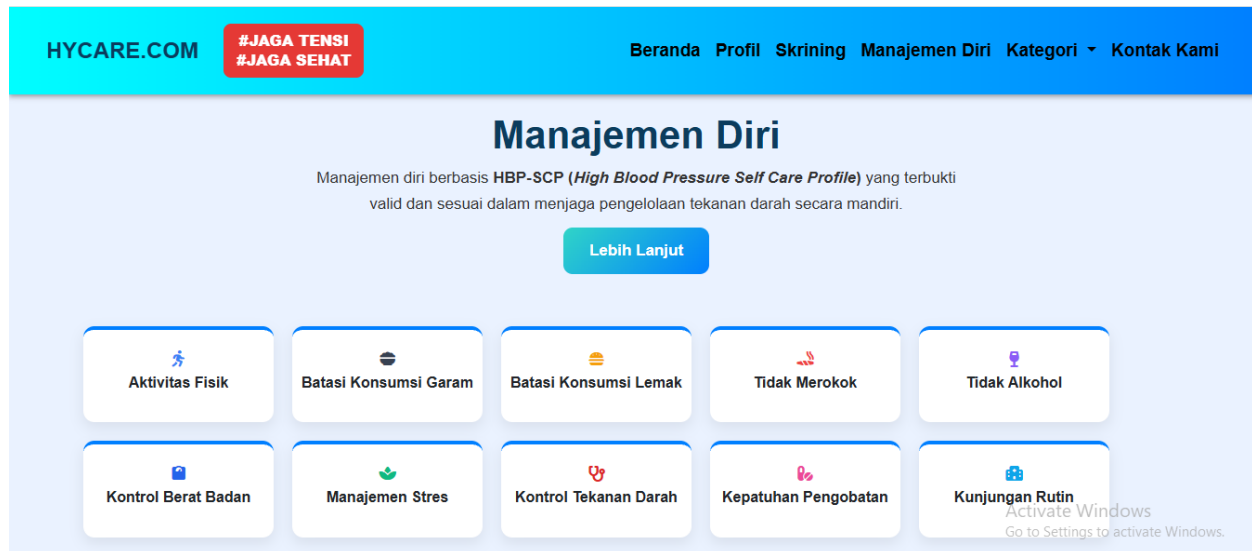 HYCARE.COM
#JAGA TENSI
#JAGA SEHAT
Beranda Profil Skrining Manajemen Diri Kategori Kontak Kami
Manajemen Diri
Manajemen diri berbasis HBP-SCP (High Blood Pressure Self Care Profile) yang terbukti
valid dan sesuai dalam menjaga pengelolaan tekanan darah secara mandiri.
Lebih Lanjut
Aktivitas Fisik
Batasi Konsumsi Garam
Batasi Konsumsi Lemak
Tidak Merokok
Tidak Alkohol
Kontrol Berat Badan
Manajemen Stres
Kontrol Tekanan Darah
Kepatuhan Pengobatan
Kunjungan Rutin
Activate Windows
Go to Settings to activate Windows.